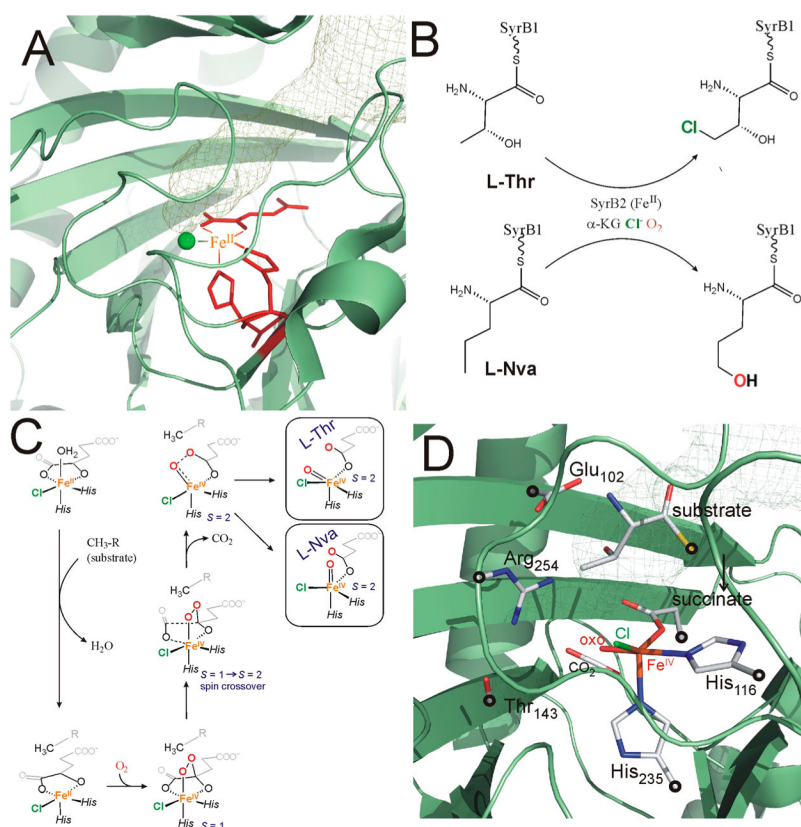 A
Fe^II
B
SyrB1
S
H₂N
O
OH
L-Thr
SyrB1
S
H₂N
O
Cl
OH
SyrB2 (Fe^II)
α-KG Cl⁻ O₂
SyrB1
S
H₂N
O
L-Nva
SyrB1
S
H₂N
O
OH
C
OH₂
COO⁻
O
O
O
Fe^II
Cl
His
His
CH₃-R
(substrate)
H₂O
H₃C
R
COO⁻
O
O
O
Fe^II
Cl
His
His
O₂
H₃C
R
COO⁻
O
O
O
O
O
Fe^IV
Cl
His
His
S = 1
H₃C
R
COO⁻
O
O
O
O
O
Fe^IV
Cl
His
His
S = 1 → S = 2
spin crossover
CO₂
H₃C
R
COO⁻
O
O
O
Fe^IV
Cl
His
His
S = 2
L-Thr
COO⁻
O
O
O
Cl
Fe^IV
His
His
S = 2
L-Nva
COO⁻
O
O
O
Cl
Fe^IV
His
His
S = 2
D
Glu₁₀₂
substrate
Arg₂₅₄
succinate
Cl
oxo
Fe^IV
CO₂
His₁₁₆
Thr₁₄₃
His₂₃₅